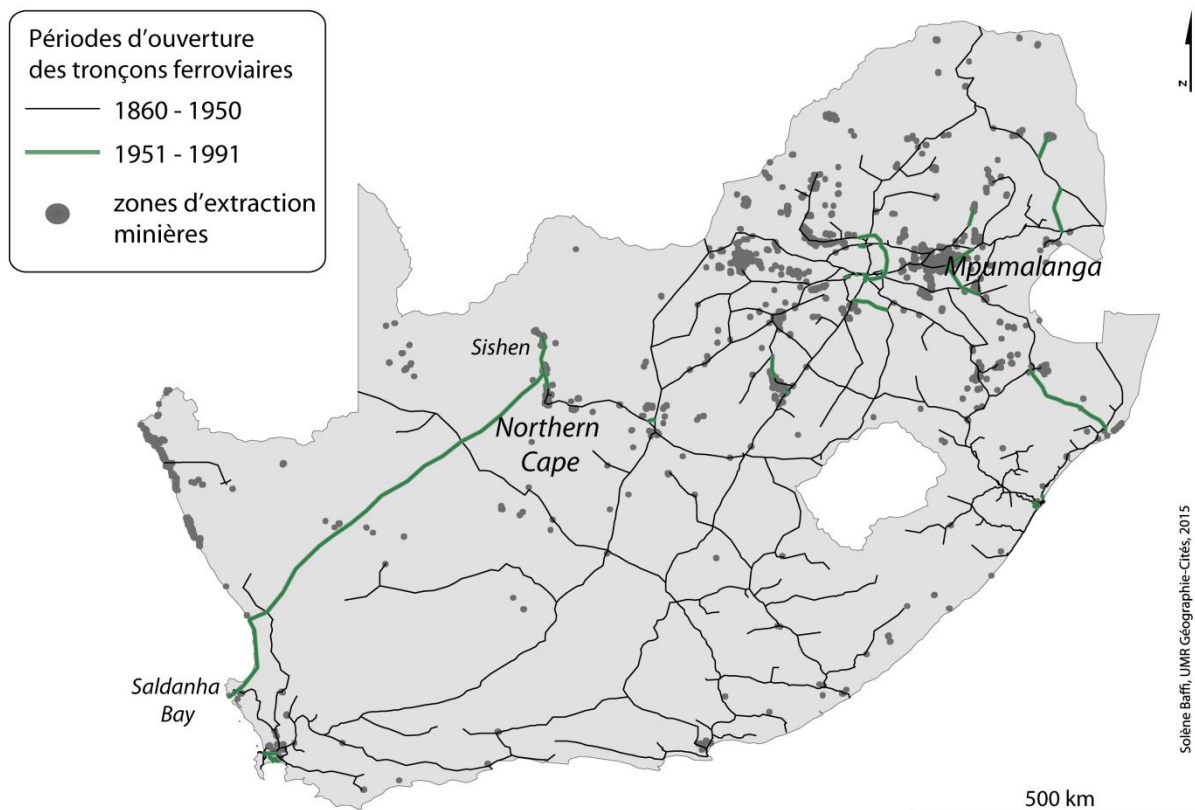 Périodes d'ouverture
des tronçons ferroviaires
1860 - 1950
1951 - 1991
zones d'extraction
minières
N
Mpumalanga
Sishen
Northern
Cape
Saldanha
Bay
500 km
Solène Baffi, UMR Géographie-Cités, 2015